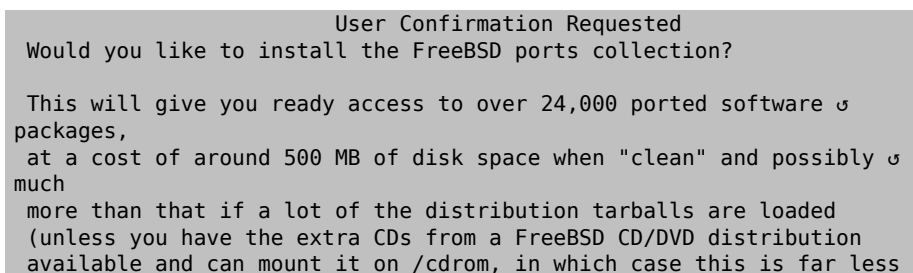 User Confirmation Requested
Would you like to install the FreeBSD ports collection?
This will give you ready access to over 24,000 ported software ↺
packages,
at a cost of around 500 MB of disk space when "clean" and possibly ↺
much
more than that if a lot of the distribution tarballs are loaded
(unless you have the extra CDs from a FreeBSD CD/DVD distribution
available and can mount it on /cdrom, in which case this is far less